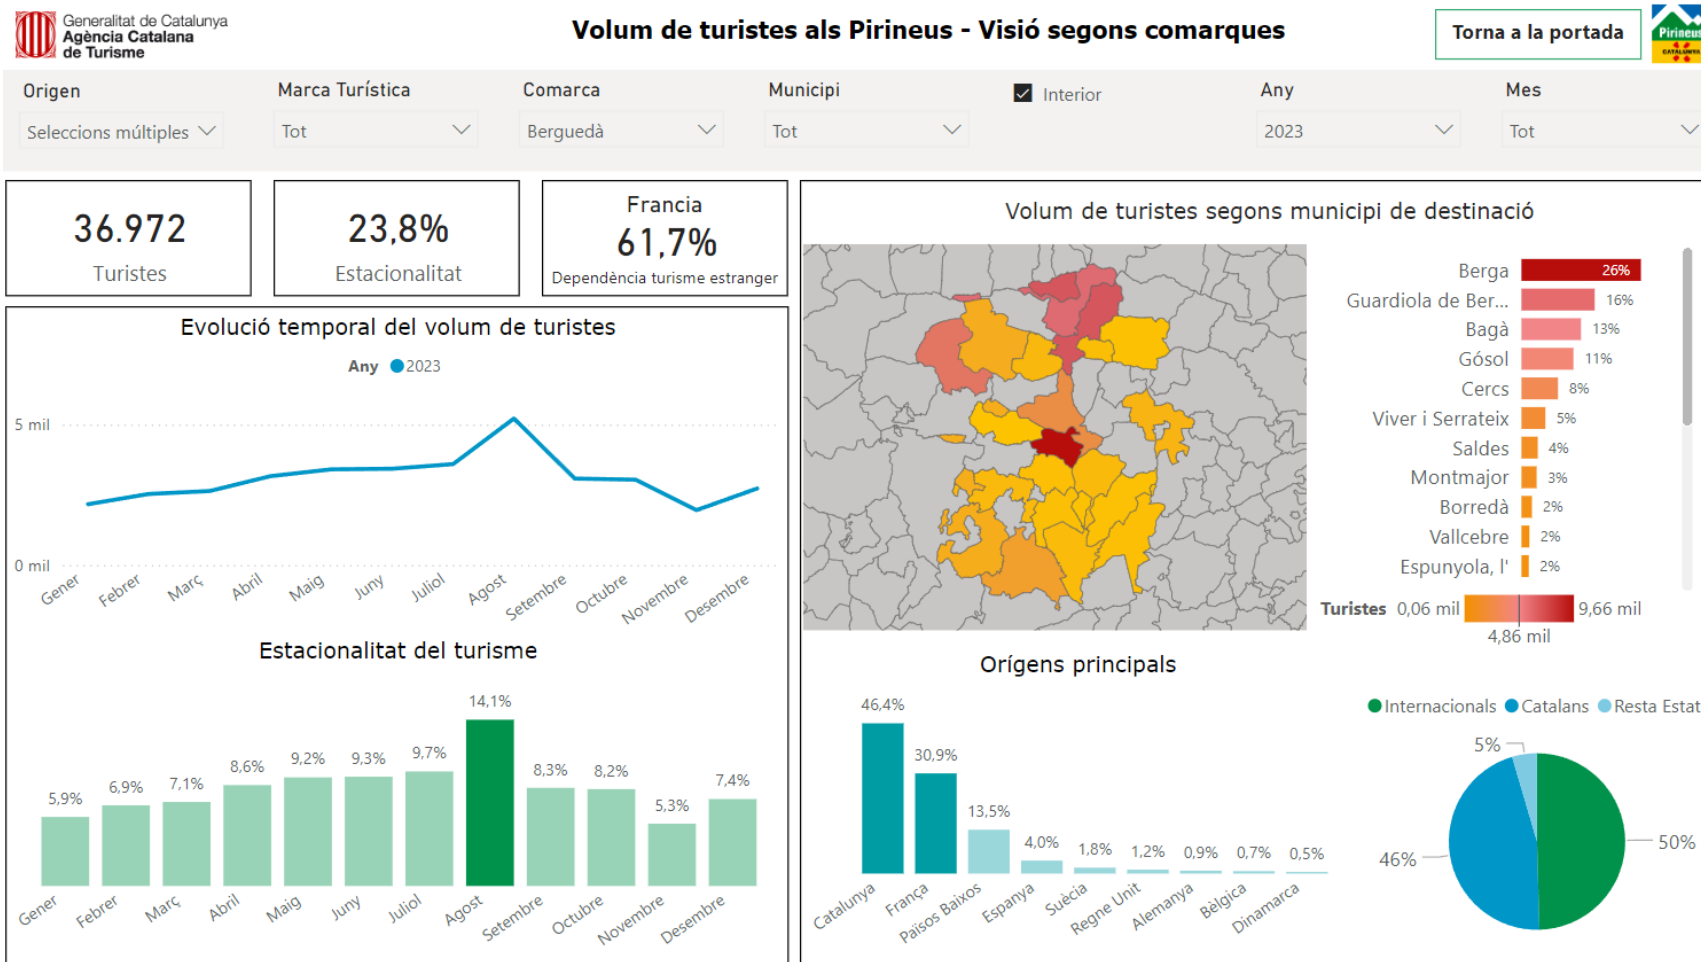 Generalitat de Catalunya
Agència Catalana
de Turisme
Volum de turistes als Pirineus - Visió segons comarques
Torna a la portada
Pirineus
CATALUNYA
Origen
Marca Turística
Comarca
Municipi
Interior
Any
Mes
Seleccions múltiples
Tot
Berguedà
Tot
2023
Tot
36.972
Turistes
23,8%
Estacionalitat
Francia
61,7%
Dependència turisme estranger
Evolució temporal del volum de turistes
Any 2023
5 mil
0 mil
Gener
Febrer
Març
Abril
Maig
Juny
Juliol
Agost
Setembre
Octubre
Novembre
Desembre
Estacionalitat del turisme
5,9%
6,9%
7,1%
8,6%
9,2%
9,3%
9,7%
14,1%
8,3%
8,2%
5,3%
7,4%
Gener
Febrer
Març
Abril
Maig
Juny
Juliol
Agost
Setembre
Octubre
Novembre
Desembre
Volum de turistes segons municipi de destinació
Berga 26%
Guardiola de Ber... 16%
Bagà 13%
Gósol 11%
Cercs 8%
Viver i Serrateix 5%
Saldes 4%
Montmajor 3%
Borredà 2%
Vallcebre 2%
Espunyola, l' 2%
Turistes 0,06 mil 9,66 mil
4,86 mil
Orígens principals
46,4%
30,9%
13,5%
4,0%
1,8%
1,2%
0,9%
0,7%
0,5%
Catalunya
França
Països Baixos
Espanya
Suècia
Regne Unit
Alemanya
Bèlgica
Dinamarca
Internacionals Catalans Resta Estat
5%
46%
50%